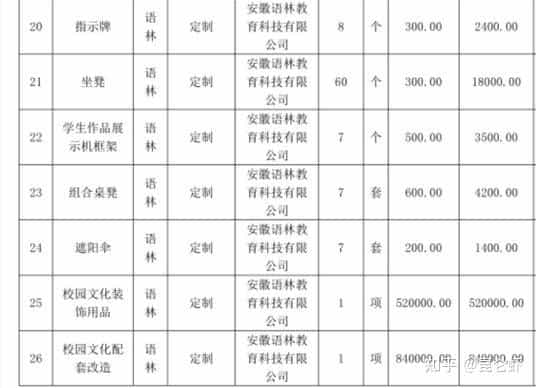 20 指示牌 语林 定制 安徽语林教育科技有限公司 8 个 300.00 2400.00
21 坐凳 语林 定制 安徽语林教育科技有限公司 60 个 300.00 18000.00
22 学生作品展示机框架 语林 定制 安徽语林教育科技有限公司 7 个 500.00 3500.00
23 组合桌凳 语林 定制 安徽语林教育科技有限公司 7 套 600.00 4200.00
24 遮阳伞 语林 定制 安徽语林教育科技有限公司 7 套 200.00 1400.00
25 校园文化装饰用品 语林 定制 安徽语林教育科技有限公司 1 项 520000.00 520000.00
26 校园文化配套改造 语林 定制 安徽语林教育科技有限公司 1 项 840000.00 840000.00
知乎 @昆仑虾